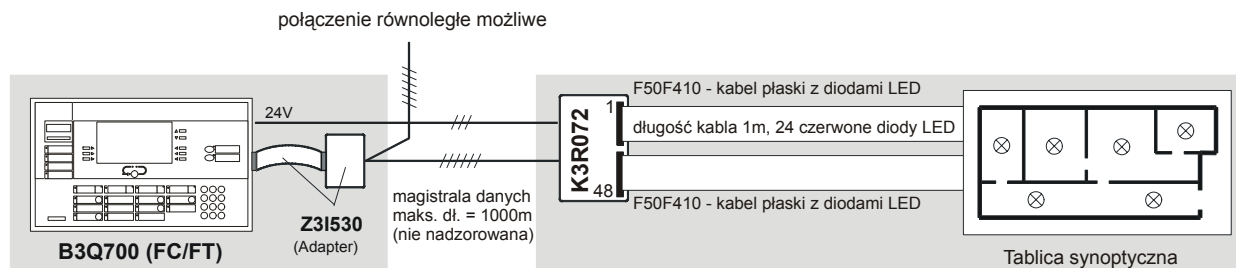 połączenie równoległe możliwe
24V
Z3I530
(Adapter)
B3Q700 (FC/FT)
magistrala danych
maks. dł. = 1000m
(nie nadzorowana)
K3R072
1
48
F50F410 - kabel płaski z diodami LED
długość kabla 1m, 24 czerwone diody LED
F50F410 - kabel płaski z diodami LED
Tablica synoptyczna